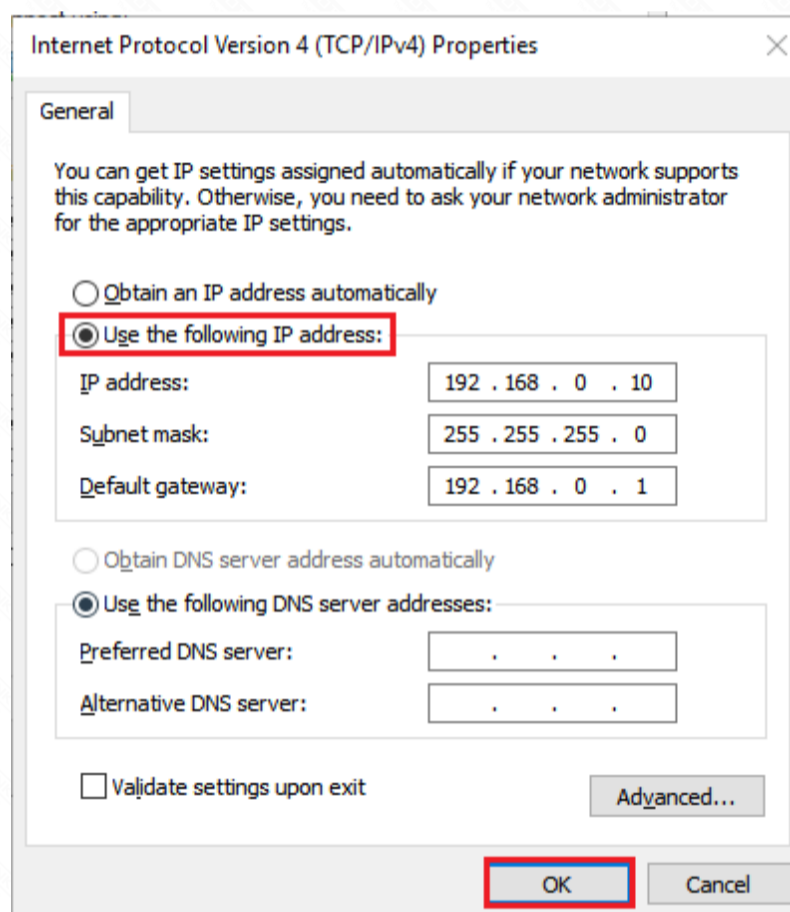 Internet Protocol Version 4 (TCP/IPv4) Properties
General
You can get IP settings assigned automatically if your network supports
this capability. Otherwise, you need to ask your network administrator
for the appropriate IP settings.
Obtain an IP address automatically
Use the following IP address:
IP address: 192 . 168 . 0 . 10
Subnet mask: 255 . 255 . 255 . 0
Default gateway: 192 . 168 . 0 . 1
Obtain DNS server address automatically
Use the following DNS server addresses:
Preferred DNS server: . . .
Alternative DNS server: . . .
Validate settings upon exit
Advanced...
OK Cancel